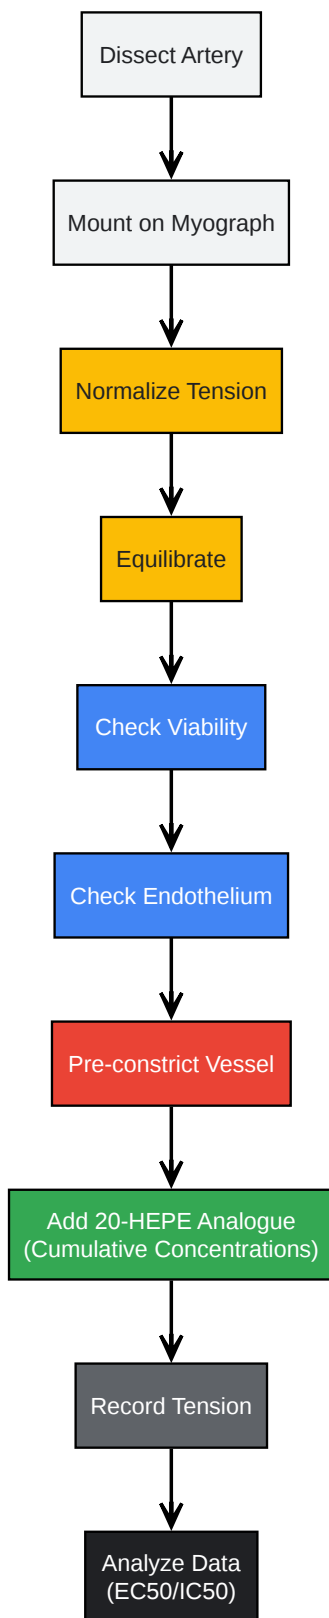 Dissect Artery
Mount on Myograph
Normalize Tension
Equilibrate
Check Viability
Check Endothelium
Pre-constrict Vessel
Add 20-HEPE Analogue
(Cumulative Concentrations)
Record Tension
Analyze Data
(EC50/IC50)